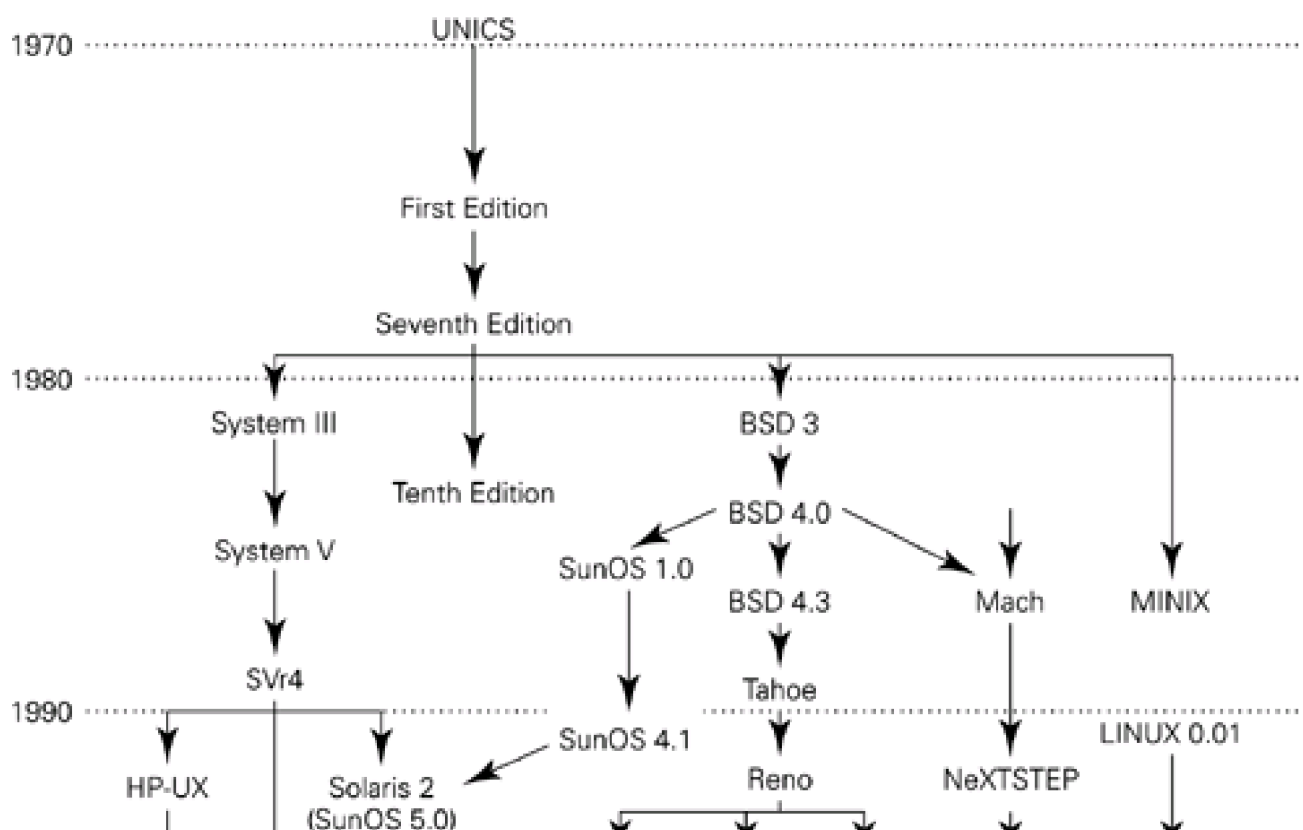 UNICS
1970
First Edition
Seventh Edition
1980
System III
BSD 3
Tenth Edition
BSD 4.0
System V
SunOS 1.0
BSD 4.3
Mach
MINIX
SVr4
Tahoe
1990
SunOS 4.1
LINUX 0.01
HP-UX
Solaris 2
(SunOS 5.0)
Reno
NeXTSTEP